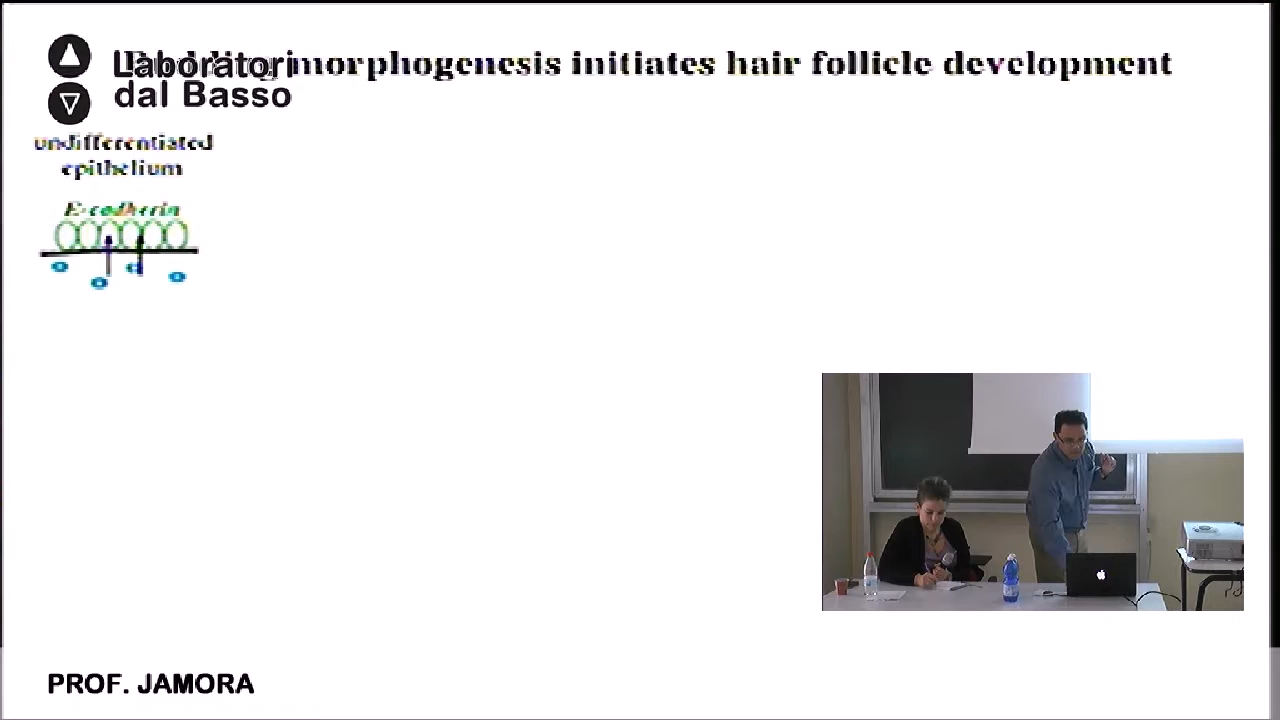 Laboratori
dal Basso
morphogenesis initiates hair follicle development
undifferentiated
epithelium
E-cadherin
PROF. JAMORA